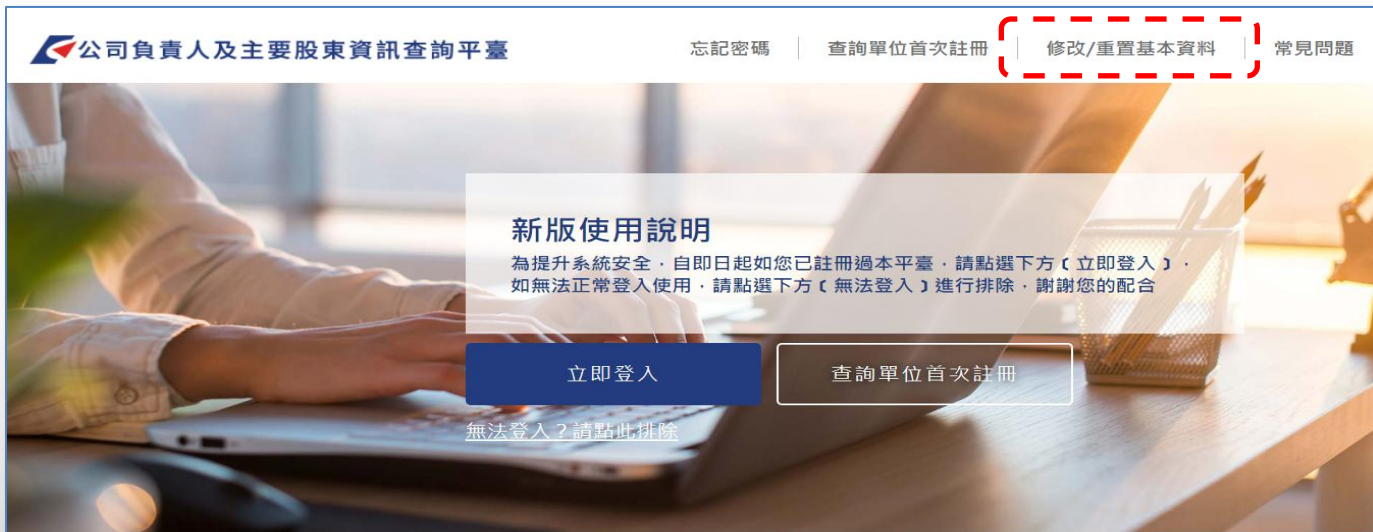 公司負責人及主要股東資訊查詢平臺
忘記密碼
查詢單位首次註冊
修改/重置基本資料
常見問題
新版使用說明
為提升系統安全，自即日起如您已註冊過本平臺，請點選下方〔立即登入〕，
如無法正常登入使用，請點選下方〔無法登入〕進行排除，謝謝您的配合
立即登入
查詢單位首次註冊
無法登入？請點此排除